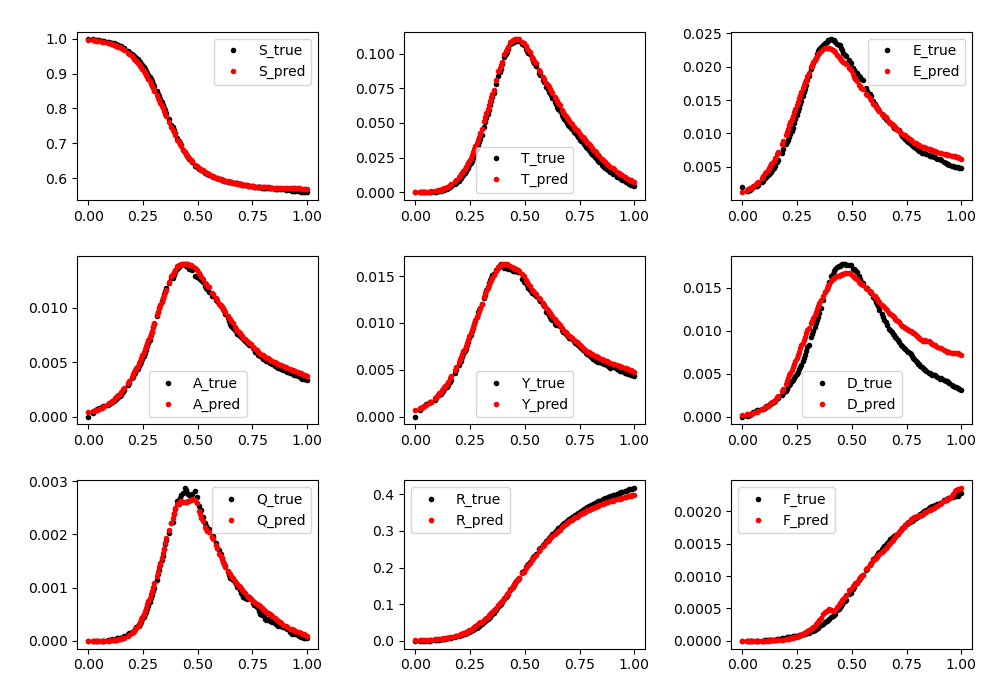 1.0
0.9
0.8
0.7
0.6
0.00 0.25 0.50 0.75 1.00
S_true
S_pred
0.100
0.075
0.050
0.025
0.000
0.00 0.25 0.50 0.75 1.00
T_true
T_pred
0.025
0.020
0.015
0.010
0.005
0.00 0.25 0.50 0.75 1.00
E_true
E_pred
0.010
0.005
0.000
0.00 0.25 0.50 0.75 1.00
A_true
A_pred
0.015
0.010
0.005
0.000
0.00 0.25 0.50 0.75 1.00
Y_true
Y_pred
0.015
0.010
0.005
0.000
0.00 0.25 0.50 0.75 1.00
D_true
D_pred
0.003
0.002
0.001
0.000
0.00 0.25 0.50 0.75 1.00
Q_true
Q_pred
0.4
0.3
0.2
0.1
0.0
0.00 0.25 0.50 0.75 1.00
R_true
R_pred
0.0020
0.0015
0.0010
0.0005
0.0000
0.00 0.25 0.50 0.75 1.00
F_true
F_pred